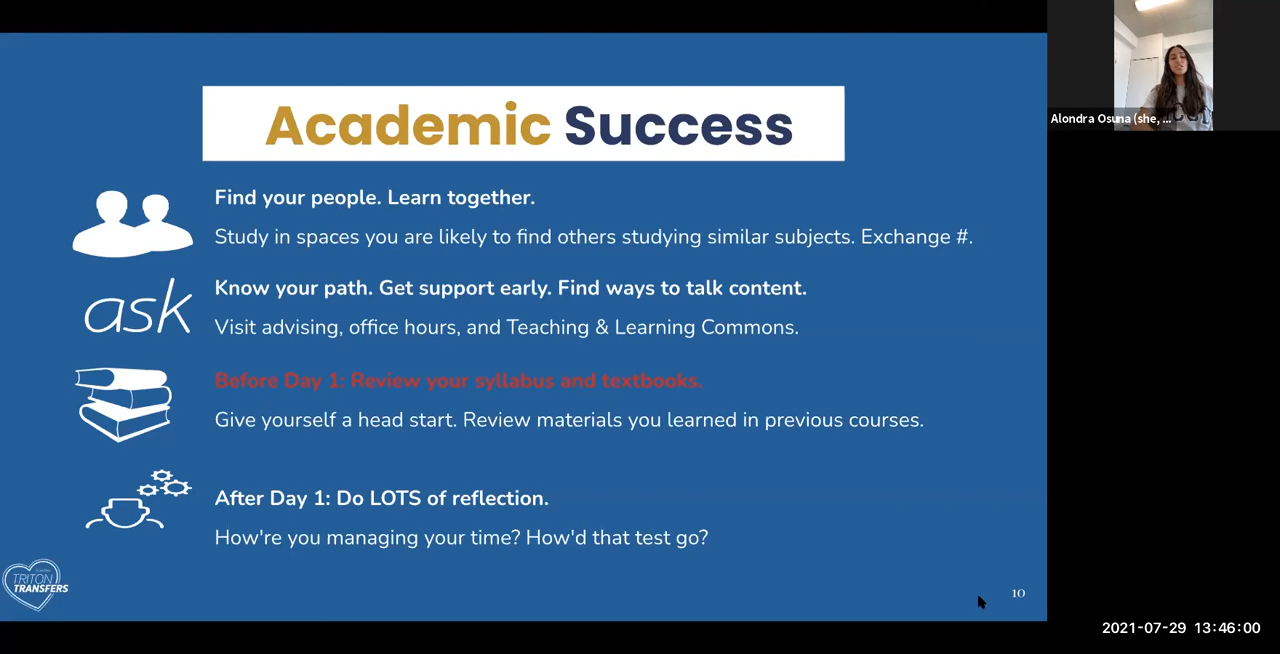 Academic Success
Find your people. Learn together.
Study in spaces you are likely to find others studying similar subjects. Exchange #.
ask
Know your path. Get support early. Find ways to talk content.
Visit advising, office hours, and Teaching & Learning Commons.
Before Day 1: Review your syllabus and textbooks.
Give yourself a head start. Review materials you learned in previous courses.
After Day 1: Do LOTS of reflection.
How're you managing your time? How'd that test go?
TRITON
TRANSFERS
10
Alondra Osuna (she, ...
2021-07-29 13:46:00